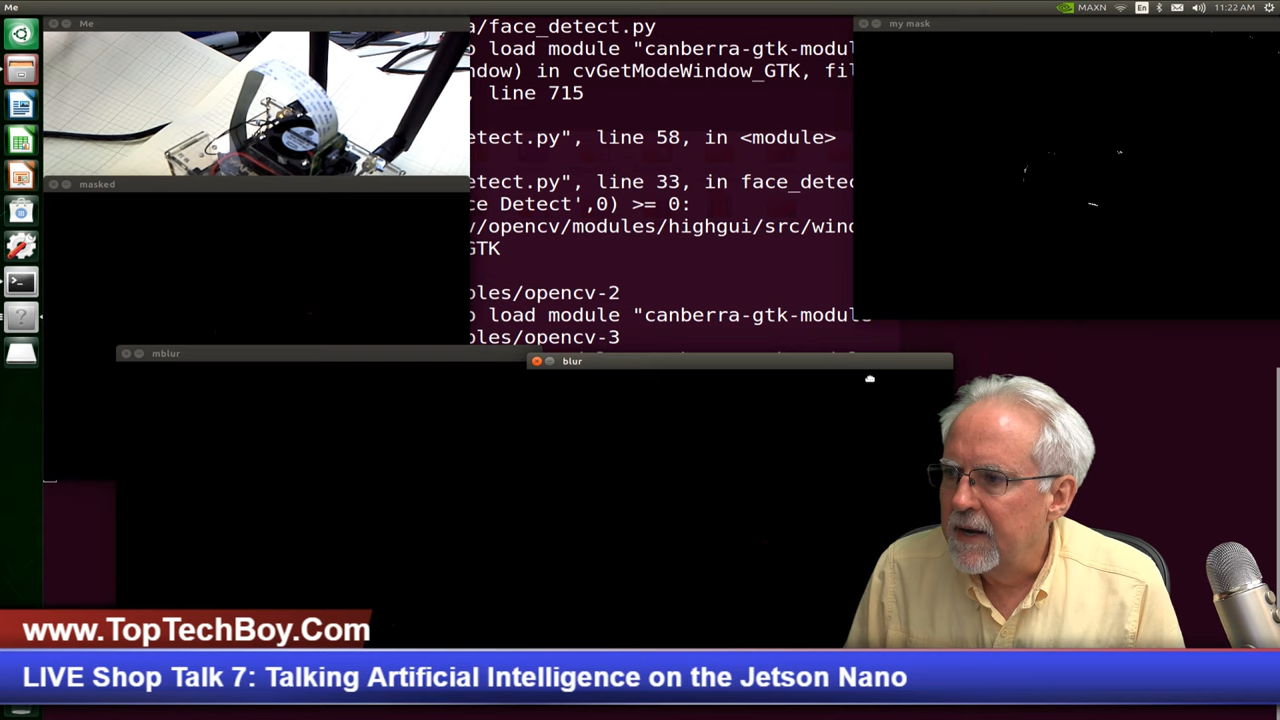 Me
MAXN
En
11:22 AM
Me
a/face_detect.py
o load module "canberra-gtk-modul
ndow) in cvGetModeWindow_GTK, fil
, line 715
etect.py", line 58, in <module>
etect.py", line 33, in face_detec
ce Detect',0) >= 0:
v/opencv/modules/highgui/src/wind
GTK
ples/opencv-2
o load module "canberra-gtk-module
ples/opencv-3
my mask
masked
mblur
blur
www.TopTechBoy.Com
LIVE Shop Talk 7: Talking Artificial Intelligence on the Jetson Nano